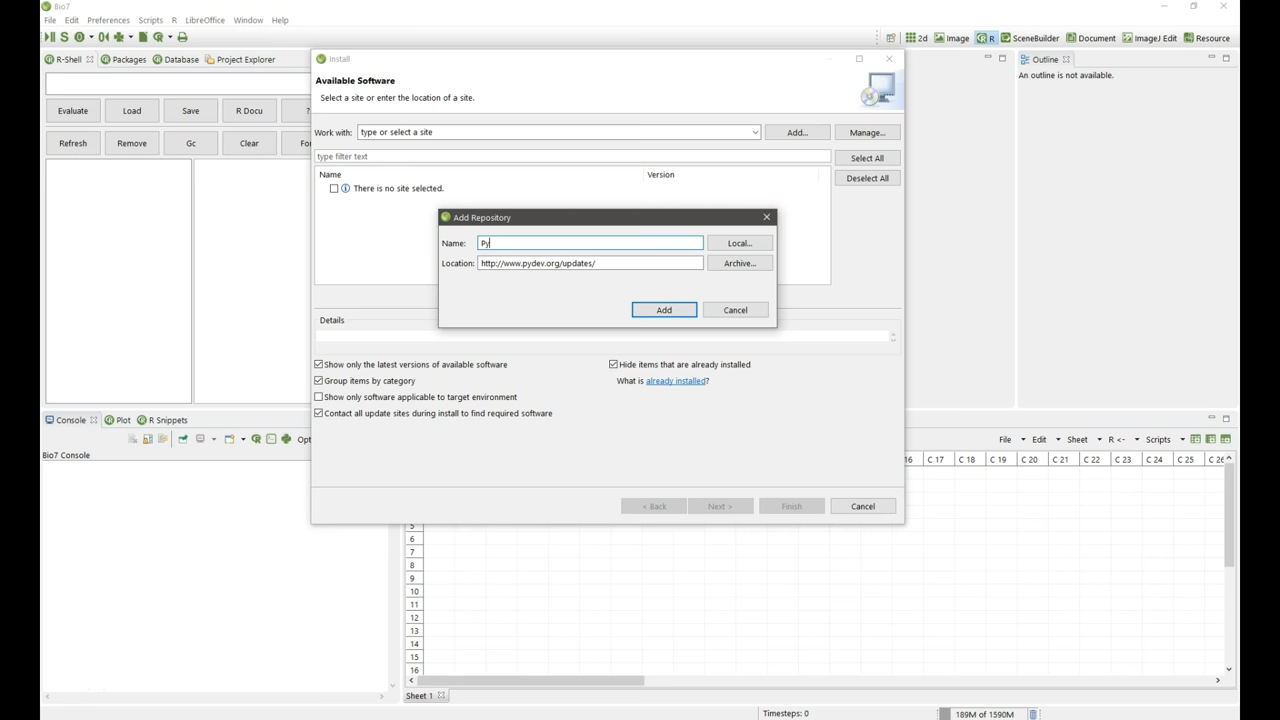 Bio7
File Edit Preferences Scripts R LibreOffice Window Help
2d Image R SceneBuilder Document ImageJ Edit Resource
R-Shell Packages Database Project Explorer
Evaluate Load Save R Docu ?
Refresh Remove Gc Clear
Install
Available Software
Select a site or enter the location of a site.
Work with: type or select a site Add... Manage...
type filter text Select All
Name Version Deselect All
There is no site selected.
Add Repository
Name: Py Local...
Location: http://www.pydev.org/updates/ Archive...
Add Cancel
Details
Show only the latest versions of available software Hide items that are already installed
Group items by category What is already installed?
Show only software applicable to target environment
Contact all update sites during install to find required software
< Back Next > Finish Cancel
Outline
An outline is not available.
Console Plot R Snippets
Bio7 Console
File Edit Sheet R <- Scripts
16 C 17 C 18 C 19 C 20 C 21 C 22 C 23 C 24 C 25 C 26
5
6
7
8
9
10
11
12
13
14
15
16
Sheet 1
Timesteps: 0 189M of 1590M